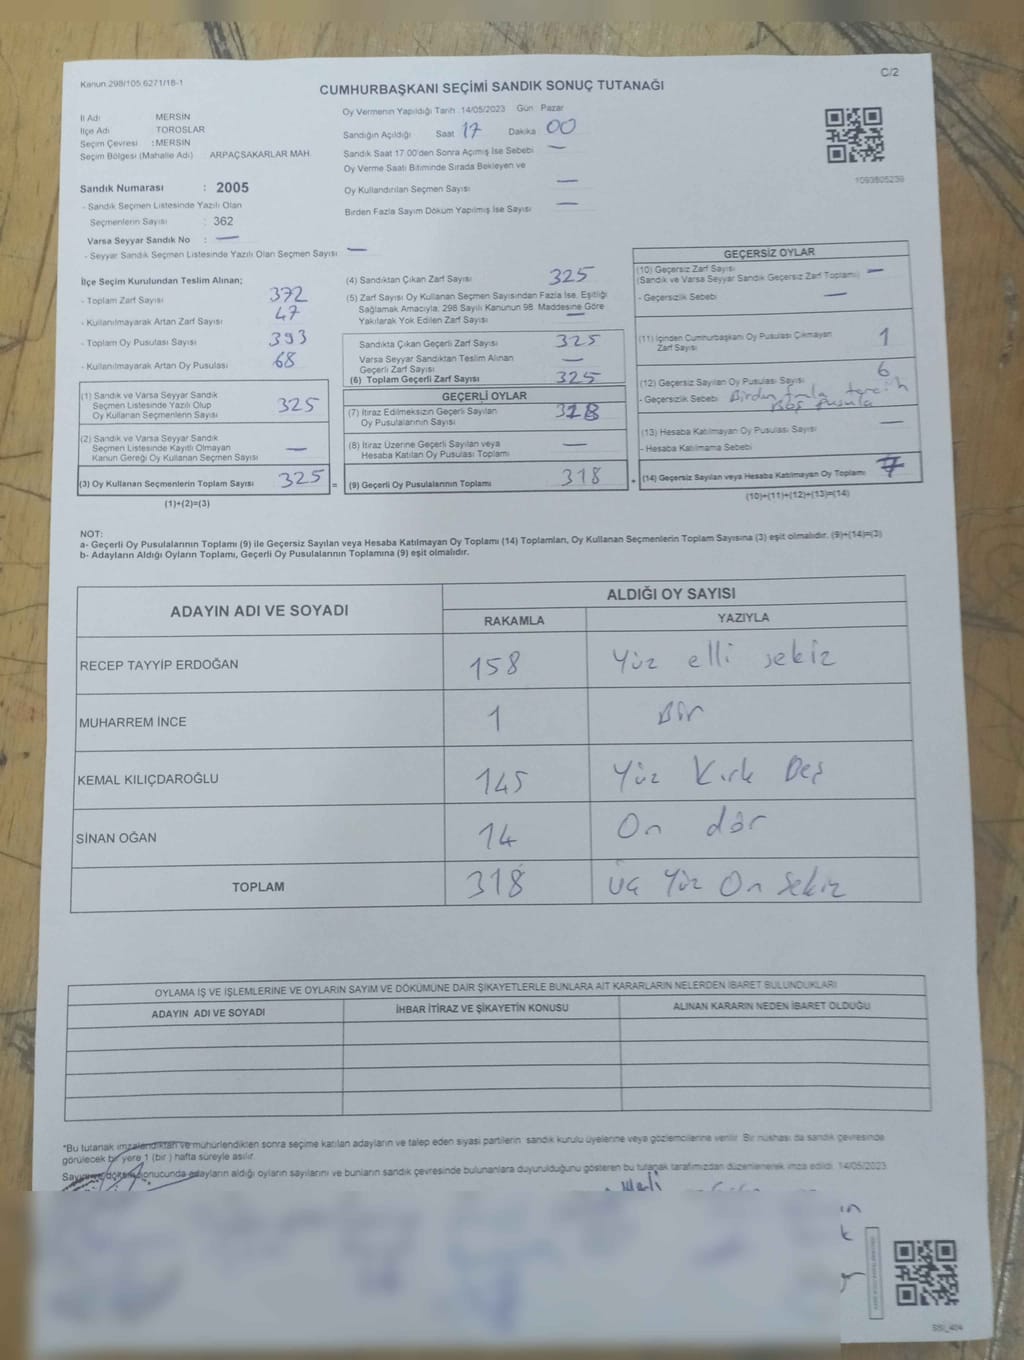 Kanun 298/105,6271/18-1
C/2
CUMHURBAŞKANI SEÇİMİ SANDIK SONUÇ TUTANAĞI
İl Adı MERSİN
İlçe Adı TOROSLAR
Seçim Çevresi : MERSİN
Seçim Bölgesi (Mahalle Adı) ARPAÇSAKARLAR MAH.
Sandık Numarası : 2005
- Sandık Seçmen Listesinde Yazılı Olan
Seçmenlerin Sayısı : 362
Varsa Seyyar Sandık No : —
- Seyyar Sandık Seçmen Listesinde Yazılı Olan Seçmen Sayısı —
Oy Vermenin Yapıldığı Tarih : 14/05/2023 Gün Pazar
Sandığın Açıldığı Saat 17 Dakika 00
Sandık Saat 17.00'den Sonra Açımış İse Sebebi —
Oy Verme Saati Bitiminde Sırada Bekleyen ve
Oy Kullandırılan Seçmen Sayısı —
Birden Fazla Sayım Döküm Yapılmış İse Sayısı —
1093805239
İlçe Seçim Kurulundan Teslim Alınan;
- Toplam Zarf Sayısı 372
- Kullanılmayarak Artan Zarf Sayısı 47
- Toplam Oy Pusulası Sayısı 393
- Kullanılmayarak Artan Oy Pusulası 68
(1) Sandık ve Varsa Seyyar Sandık
Seçmen Listesinde Yazılı Olup
Oy Kullanan Seçmenlerin Sayısı 325
(2) Sandık ve Varsa Seyyar Sandık
Seçmen Listesinde Kayıtlı Olmayan
Kanun Gereği Oy Kullanan Seçmen Sayısı —
(3) Oy Kullanan Seçmenlerin Toplam Sayısı 325
(1)+(2)=(3)
(4) Sandıktan Çıkan Zarf Sayısı 325
(5) Zarf Sayısı Oy Kullanan Seçmen Sayısından Fazla İse, Eşitliği
Sağlamak Amacıyla, 298 Sayılı Kanunun 98. Maddesine Göre
Yakılarak Yok Edilen Zarf Sayısı —
Sandıkta Çıkan Geçerli Zarf Sayısı 325
Varsa Seyyar Sandıktan Teslim Alınan
Geçerli Zarf Sayısı —
(6) Toplam Geçerli Zarf Sayısı 325
GEÇERLİ OYLAR
(7) İtiraz Edilmeksizin Geçerli Sayılan
Oy Pusulalarının Sayısı 318
(8) İtiraz Üzerine Geçerli Sayılan veya
Hesaba Katılan Oy Pusulası Toplamı —
= (9) Geçerli Oy Pusulalarının Toplamı 318
GEÇERSİZ OYLAR
(10) Geçersiz Zarf Sayısı
(Sandık ve Varsa Seyyar Sandık Geçersiz Zarf Toplamı) —
- Geçersizlik Sebebi —
(11) İçinden Cumhurbaşkanı Oy Pusulası Çıkmayan
Zarf Sayısı 1
(12) Geçersiz Sayılan Oy Pusulası Sayısı 6
- Geçersizlik Sebebi Birden fazla tercih
Boş pusula
(13) Hesaba Katılmayan Oy Pusulası Sayısı —
- Hesaba Katılmama Sebebi
+ (14) Geçersiz Sayılan veya Hesaba Katılmayan Oy Toplamı 7
(10)+(11)+(12)+(13)=(14)
NOT:
a- Geçerli Oy Pusulalarının Toplamı (9) ile Geçersiz Sayılan veya Hesaba Katılmayan Oy Toplamı (14) Toplamları, Oy Kullanan Seçmenlerin Toplam Sayısına (3) eşit olmalıdır. (9)+(14)=(3)
b- Adayların Aldığı Oyların Toplamı, Geçerli Oy Pusulalarının Toplamına (9) eşit olmalıdır.
ADAYIN ADI VE SOYADI ALDIĞI OY SAYISI
RAKAMLA YAZIYLA
RECEP TAYYİP ERDOĞAN 158 Yüz elli sekiz
MUHARREM İNCE 1 Bir
KEMAL KILIÇDAROĞLU 145 Yüz Kırk Beş
SİNAN OĞAN 14 On dör
TOPLAM 318 Üç Yüz On Sekiz
OYLAMA İŞ VE İŞLEMLERİNE VE OYLARIN SAYIM VE DÖKÜMÜNE DAİR ŞİKAYETLERLE BUNLARA AİT KARARLARIN NELERDEN İBARET BULUNDUKLARI
ADAYIN ADI VE SOYADI İHBAR İTİRAZ VE ŞİKAYETİN KONUSU ALINAN KARARIN NEDEN İBARET OLDUĞU
*Bu tutanak imzalandıktan ve mühürlendikten sonra seçime katılan adayların ve talep eden siyasi partilerin sandık kurulu üyelerine veya gözlemcilerine verilir. Bir nüshası da sandık çevresinde
görülecek bir yere 1 (bir) hafta süreyle asılır.
Sayım ve döküm sonucunda adayların aldığı oyların sayılarını ve bunların sandık çevresinde bulunanlara duyurulduğunu gösteren bu tutanak tarafımızdan düzenlenerek imza edildi. 14/05/2023